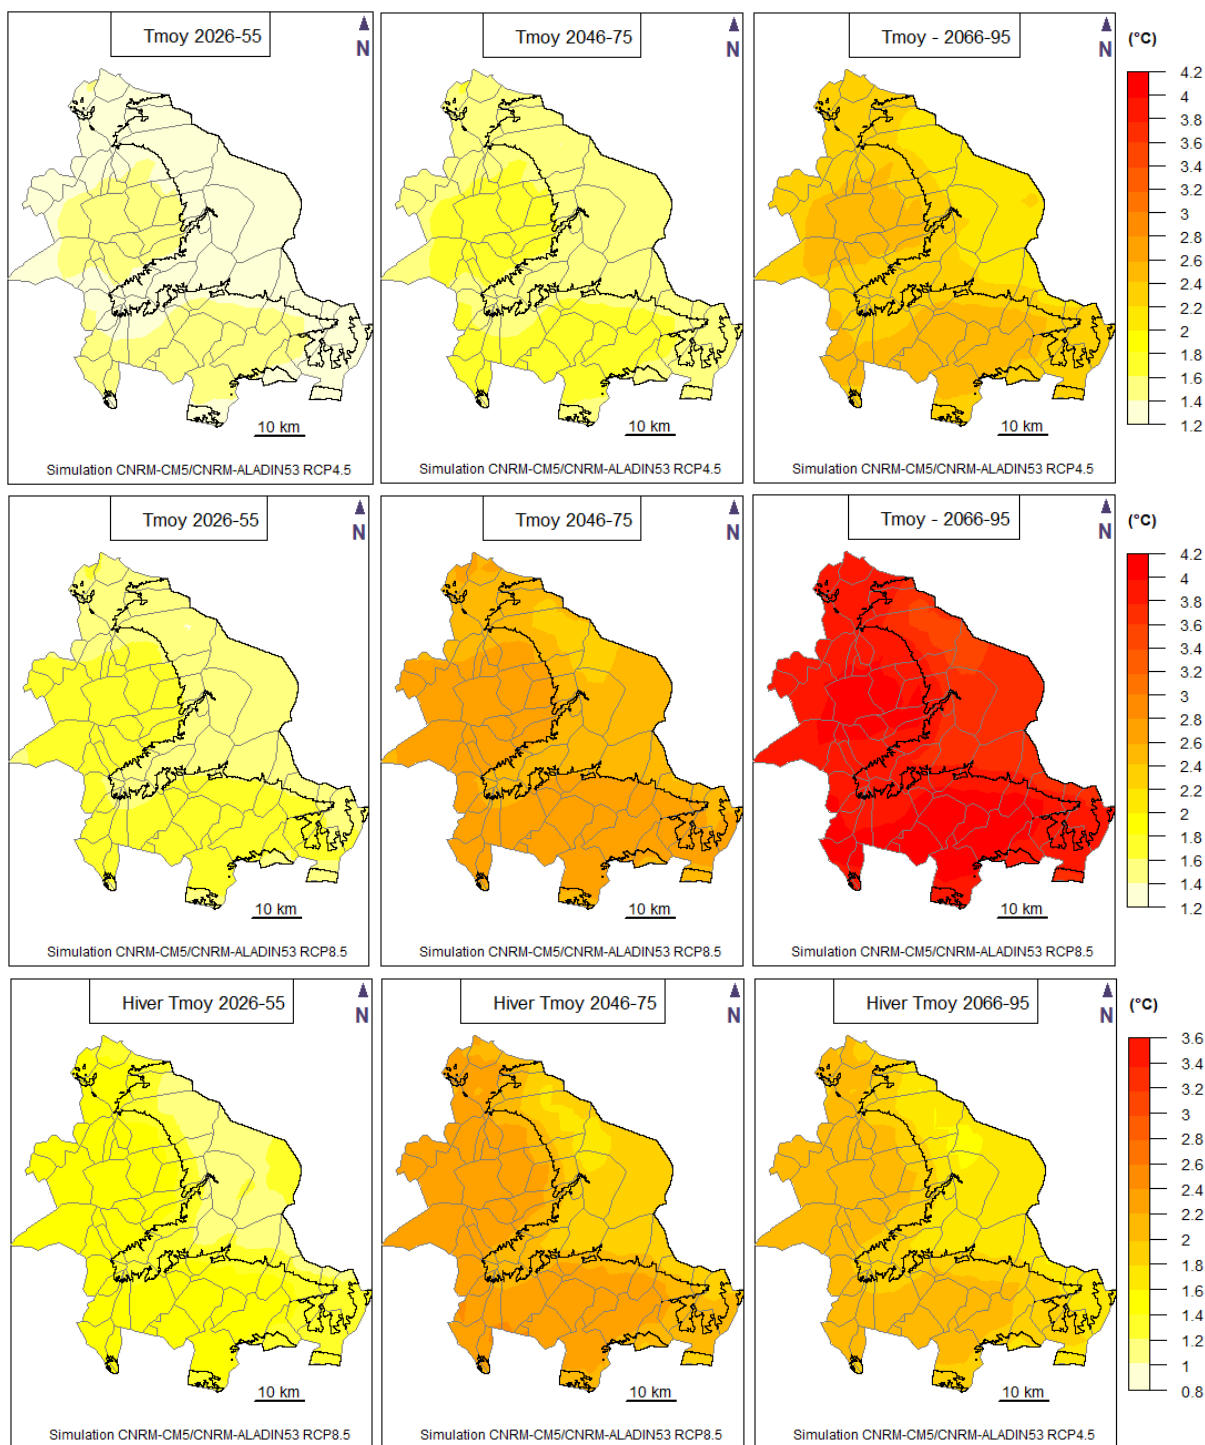 Tmoy 2026-55
N
Tmoy 2046-75
N
Tmoy - 2066-95
N
(°C)
4.2
4
3.8
3.6
3.4
3.2
3
2.8
2.6
2.4
2.2
2
1.8
1.6
1.4
1.2
10 km
10 km
10 km
Simulation CNRM-CM5/CNRM-ALADIN53 RCP4.5
Simulation CNRM-CM5/CNRM-ALADIN53 RCP4.5
Simulation CNRM-CM5/CNRM-ALADIN53 RCP4.5
Tmoy 2026-55
N
Tmoy 2046-75
N
Tmoy - 2066-95
N
(°C)
4.2
4
3.8
3.6
3.4
3.2
3
2.8
2.6
2.4
2.2
2
1.8
1.6
1.4
1.2
10 km
10 km
10 km
Simulation CNRM-CM5/CNRM-ALADIN53 RCP8.5
Simulation CNRM-CM5/CNRM-ALADIN53 RCP8.5
Simulation CNRM-CM5/CNRM-ALADIN53 RCP8.5
Hiver Tmoy 2026-55
N
Hiver Tmoy 2046-75
N
Hiver Tmoy 2066-95
N
(°C)
3.6
3.4
3.2
3
2.8
2.6
2.4
2.2
2
1.8
1.6
1.4
1.2
1
0.8
10 km
10 km
10 km
Simulation CNRM-CM5/CNRM-ALADIN53 RCP8.5
Simulation CNRM-CM5/CNRM-ALADIN53 RCP8.5
Simulation CNRM-CM5/CNRM-ALADIN53 RCP4.5